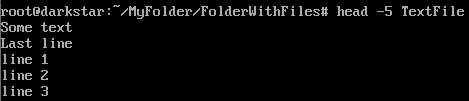 root@darkstar:~/MyFolder/FolderWithFiles# head -5 TextFile
Some text
Last line
line 1
line 2
line 3